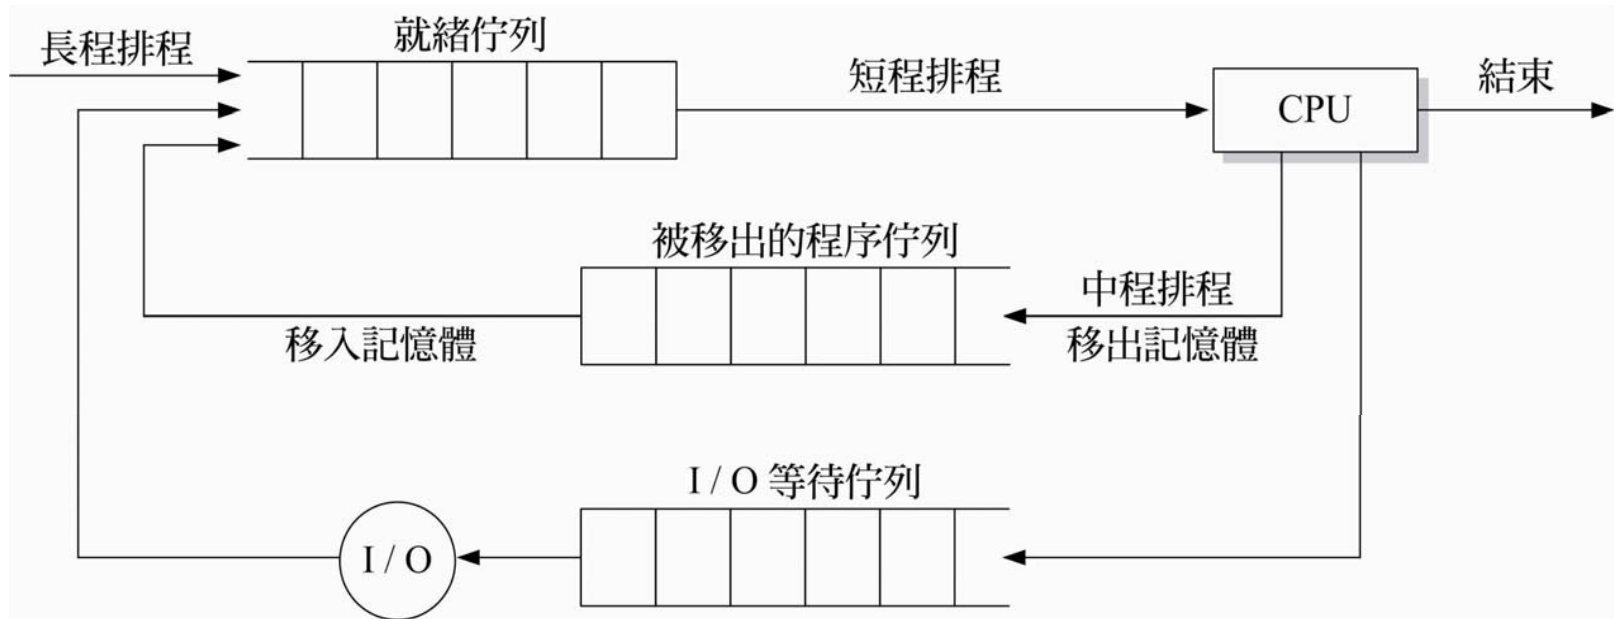 長程排程
就緒佇列
短程排程
CPU
結束
被移出的程序佇列
中程排程
移出記憶體
移入記憶體
I / O 等待佇列
I / O